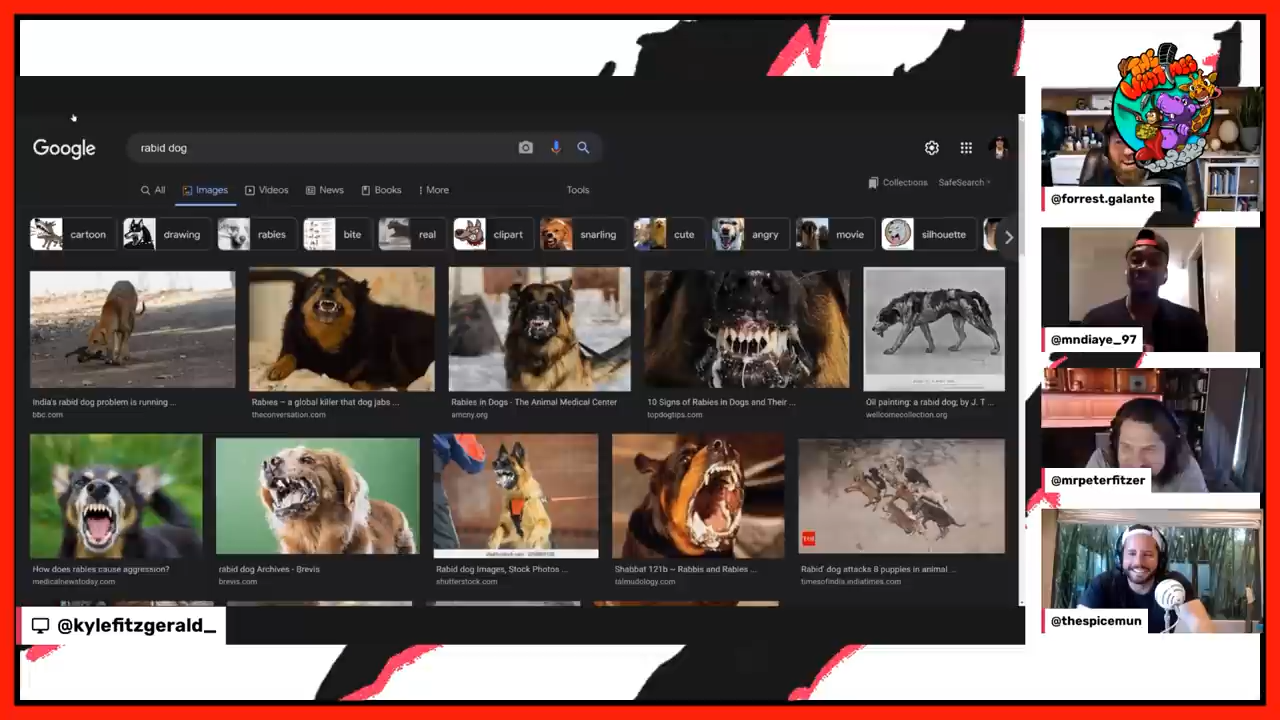 THE WILD TIMES
Google
rabid dog
All
Images
Videos
News
Books
More
Tools
Collections
SafeSearch
cartoon
drawing
rabies
bite
real
clipart
snarling
cute
angry
movie
silhouette
India's rabid dog problem is running ...
bbc.com
Rabies – a global killer that dog jabs ...
theconversation.com
Rabies in Dogs - The Animal Medical Center
amcny.org
10 Signs of Rabies in Dogs and Their ...
topdogtips.com
Oil painting: a rabid dog; by J. T ...
wellcomecollection.org
How does rabies cause aggression?
medicalnewstoday.com
rabid dog Archives - Brevis
brevis.com
Rabid dog Images, Stock Photos ...
shutterstock.com
Shabbat 121b ~ Rabbis and Rabies ...
talmudology.com
Rabid' dog attacks 8 puppies in animal ...
timesofindia.indiatimes.com
@kylefitzgerald_
@forrest.galante
@mndiaye_97
@mrpeterfitzer
@thespicemun